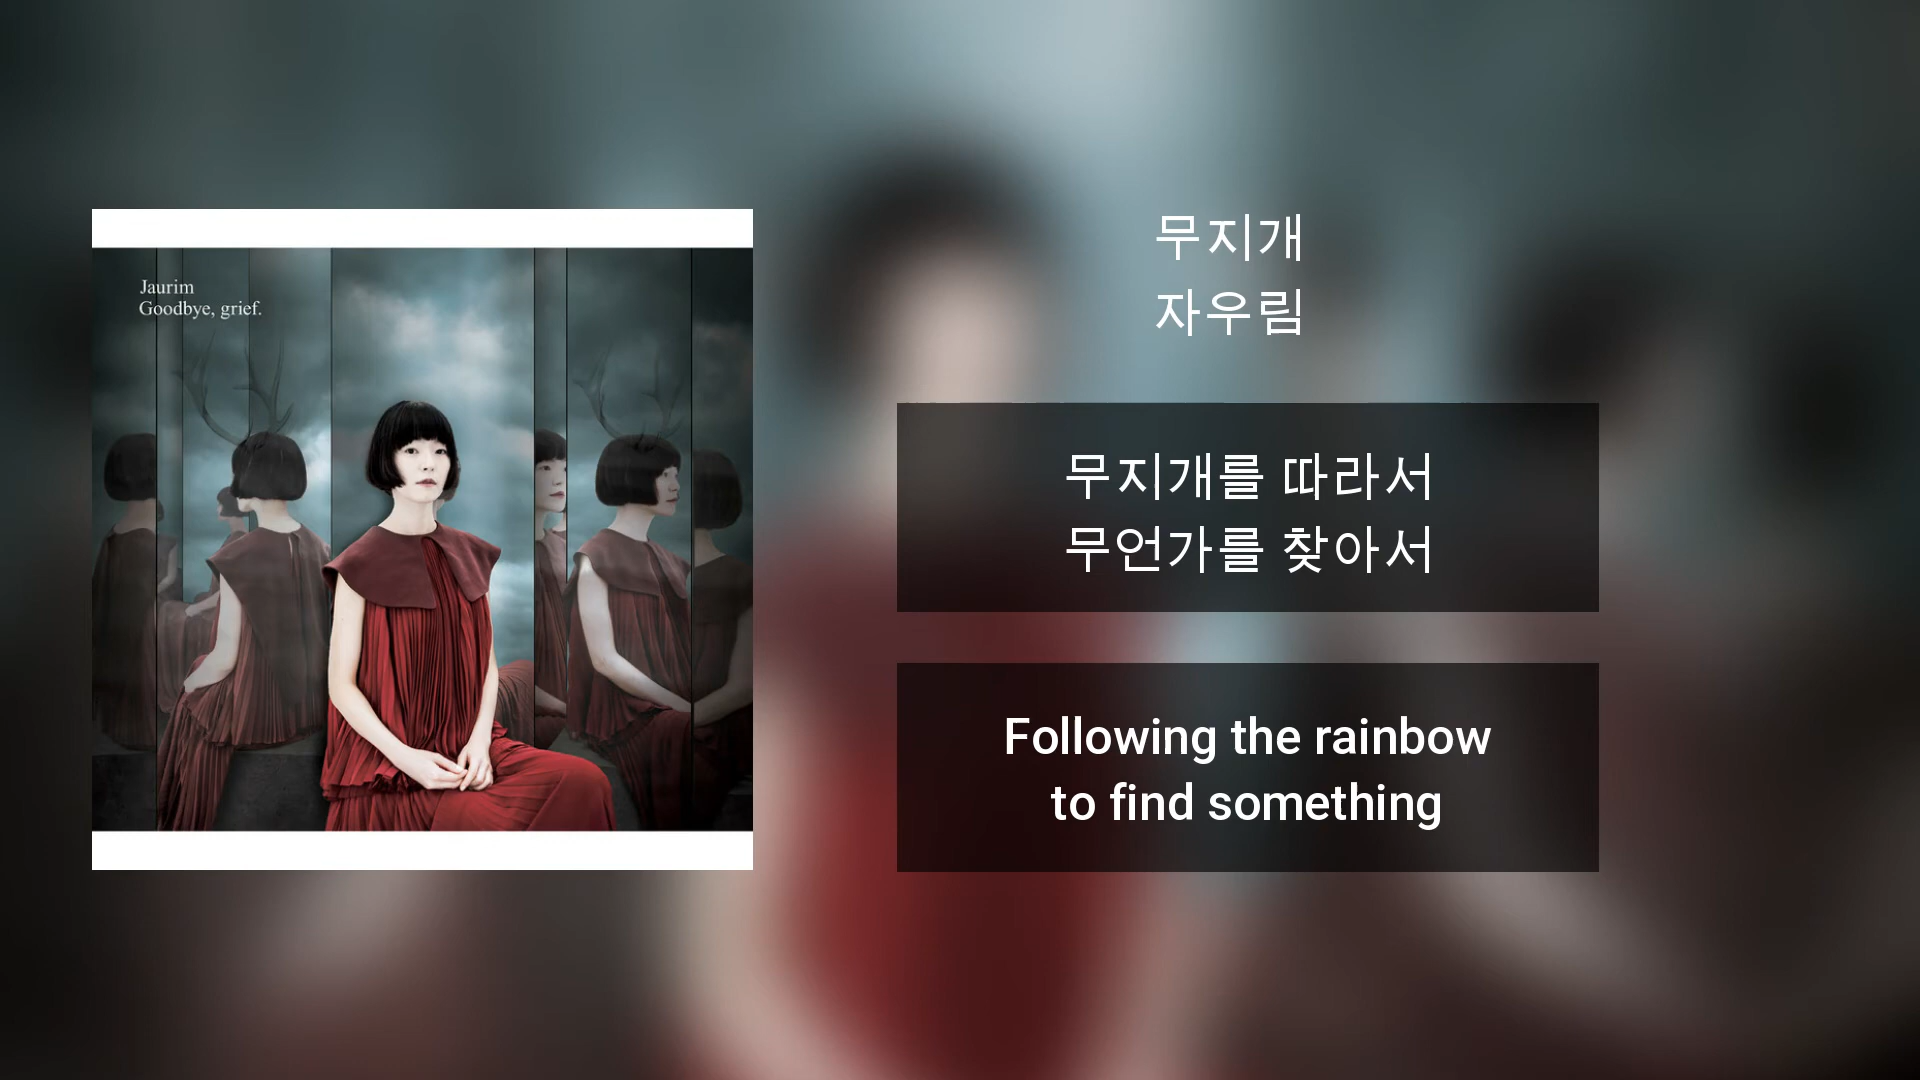 Jaurim
Goodbye, grief.
무지개
자우림
무지개를 따라서
무언가를 찾아서
Following the rainbow
to find something